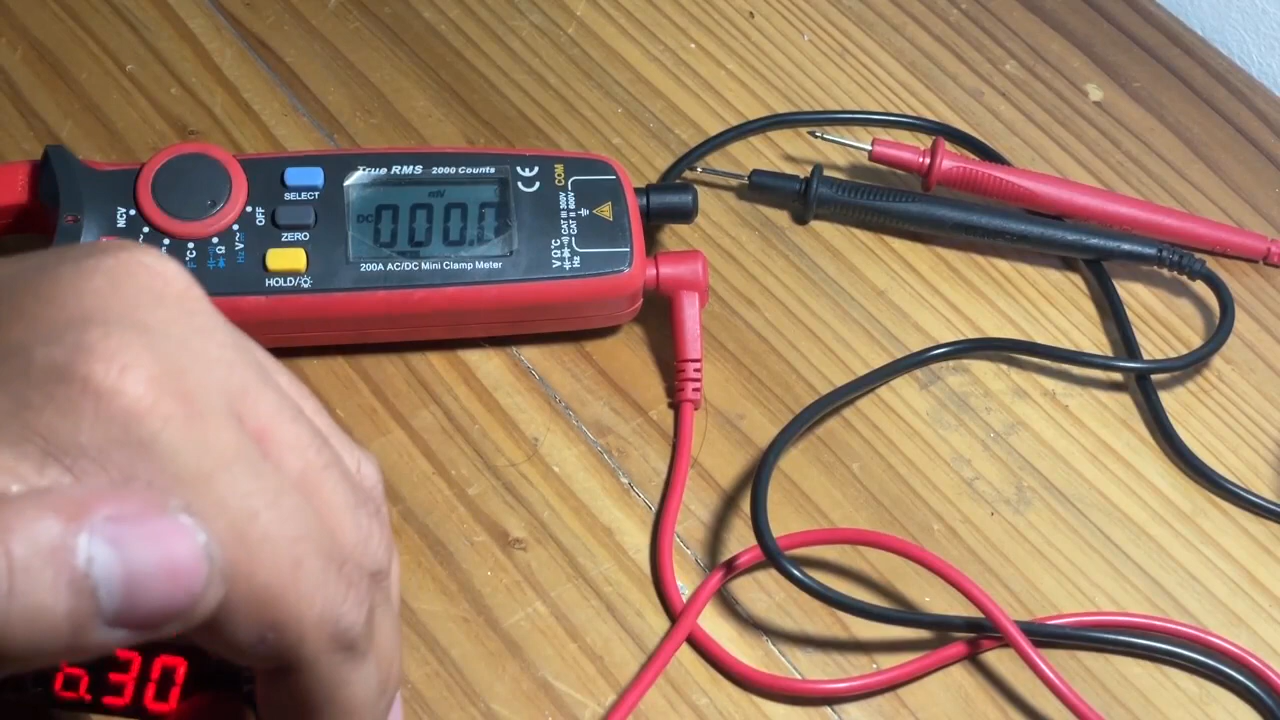 True RMS 2000 Counts
mV
DC 000.0
200A AC/DC Mini Clamp Meter
SELECT
ZERO
HOLD/
OFF
NCV
Hz V~
Ω
°C
CE
COM
CAT III 300V
CAT II 600V
V Ω °C
Hz
30